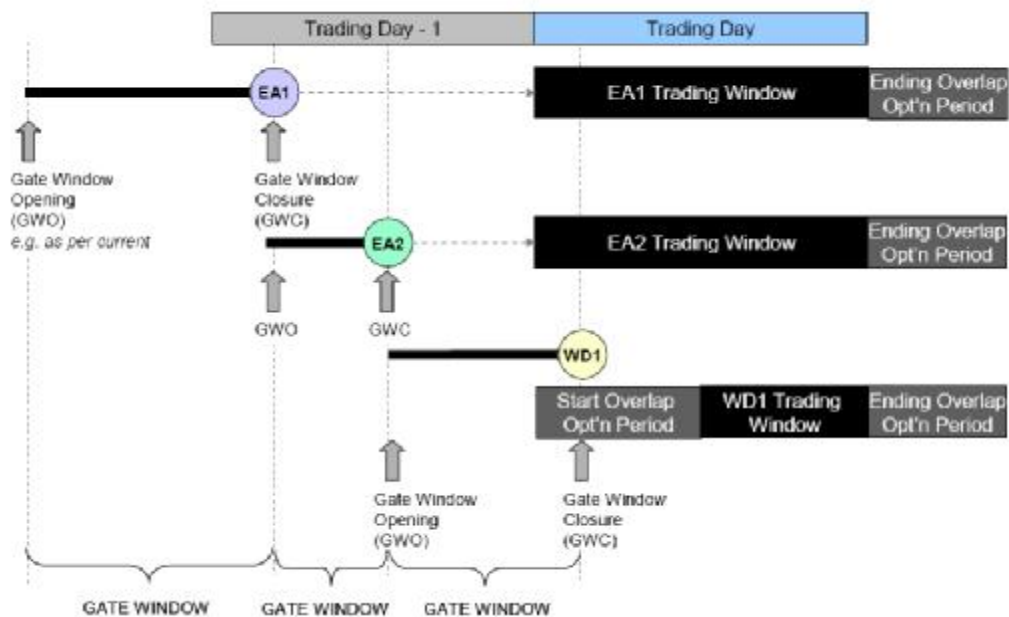 Trading Day - 1
Trading Day
EA1
EA1 Trading Window
Ending Overlap
Opt'n Period
Gate Window
Opening
(GWO)
e.g. as per current
Gate Window
Closure
(GWC)
EA2
EA2 Trading Window
Ending Overlap
Opt'n Period
GWO
GWC
WD1
Start Overlap
Opt'n Period
WD1 Trading
Window
Ending Overlap
Opt'n Period
Gate Window
Opening
(GWO)
Gate Window
Closure
(GWC)
GATE WINDOW
GATE WINDOW
GATE WINDOW